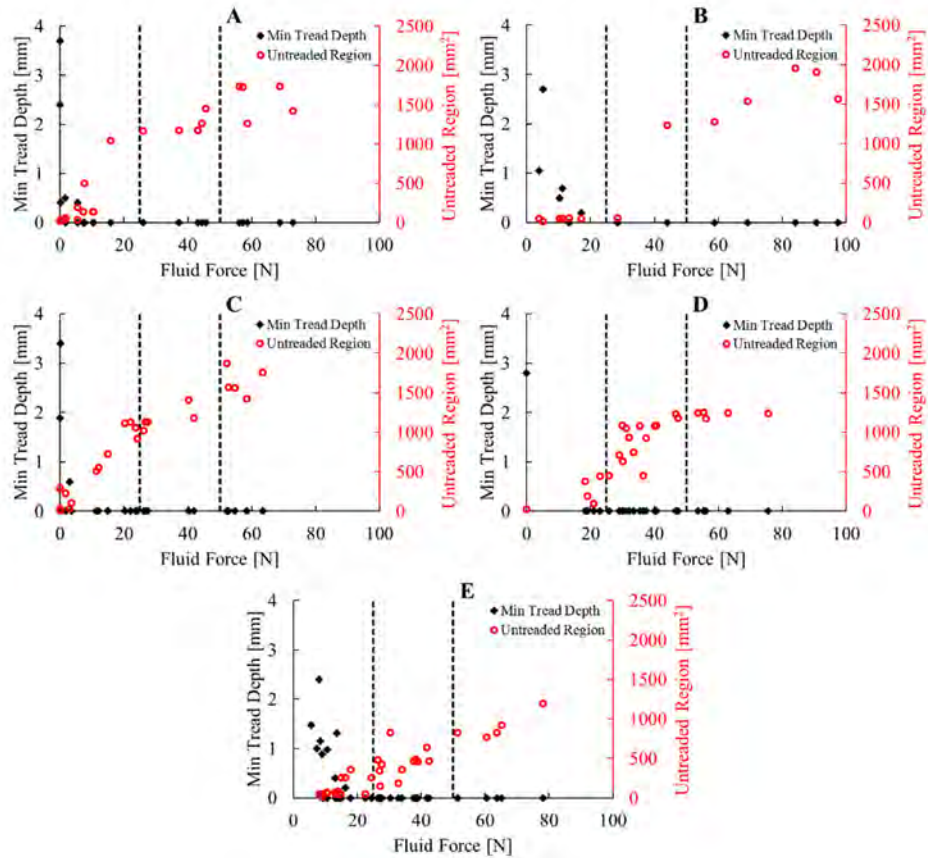 A
Min Tread Depth [mm]
4
3
2
1
0
Min Tread Depth
Untreaded Region
2500
2000
1500
1000
500
0
Untreaded Region [mm²]
0 20 40 60 80 100
Fluid Force [N]
B
Min Tread Depth [mm]
4
3
2
1
0
Min Tread Depth
Untreaded Region
2500
2000
1500
1000
500
0
Untreaded Region [mm²]
0 20 40 60 80 100
Fluid Force [N]
C
Min Tread Depth [mm]
4
3
2
1
0
Min Tread Depth
Untreaded Region
2500
2000
1500
1000
500
0
Untreaded Region [mm²]
0 20 40 60 80 100
Fluid Force [N]
D
Min Tread Depth [mm]
4
3
2
1
0
Min Tread Depth
Untreaded Region
2500
2000
1500
1000
500
0
Untreaded Region [mm²]
0 20 40 60 80 100
Fluid Force [N]
E
Min Tread Depth [mm]
4
3
2
1
0
Min Tread Depth
Untreaded Region
2500
2000
1500
1000
500
0
Untreaded Region [mm²]
0 20 40 60 80 100
Fluid Force [N]